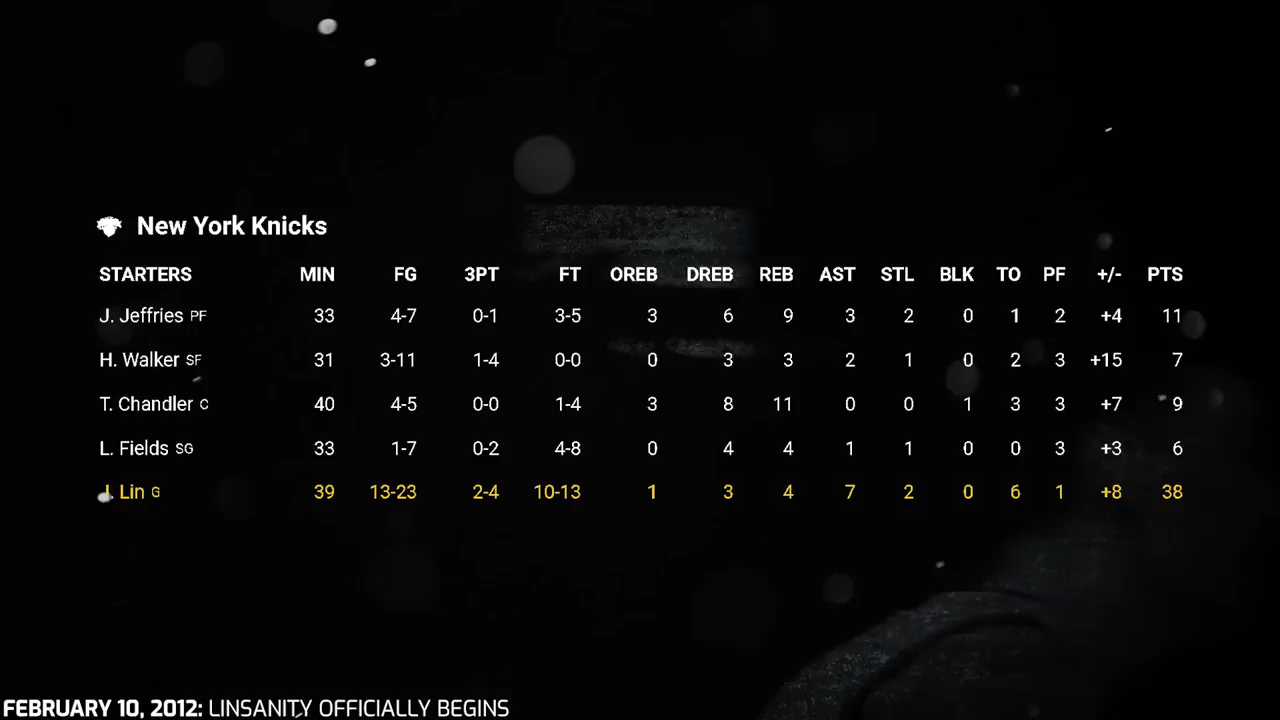 New York Knicks
STARTERS MIN FG 3PT FT OREB DREB REB AST STL BLK TO PF +/- PTS
J. Jeffries PF 33 4-7 0-1 3-5 3 6 9 3 2 0 1 2 +4 11
H. Walker SF 31 3-11 1-4 0-0 0 3 3 2 1 0 2 3 +15 7
T. Chandler C 40 4-5 0-0 1-4 3 8 11 0 0 1 3 3 +7 9
L. Fields SG 33 1-7 0-2 4-8 0 4 4 1 1 0 0 3 +3 6
J. Lin G 39 13-23 2-4 10-13 1 3 4 7 2 0 6 1 +8 38
FEBRUARY 10, 2012: LINSANITY OFFICIALLY BEGINS